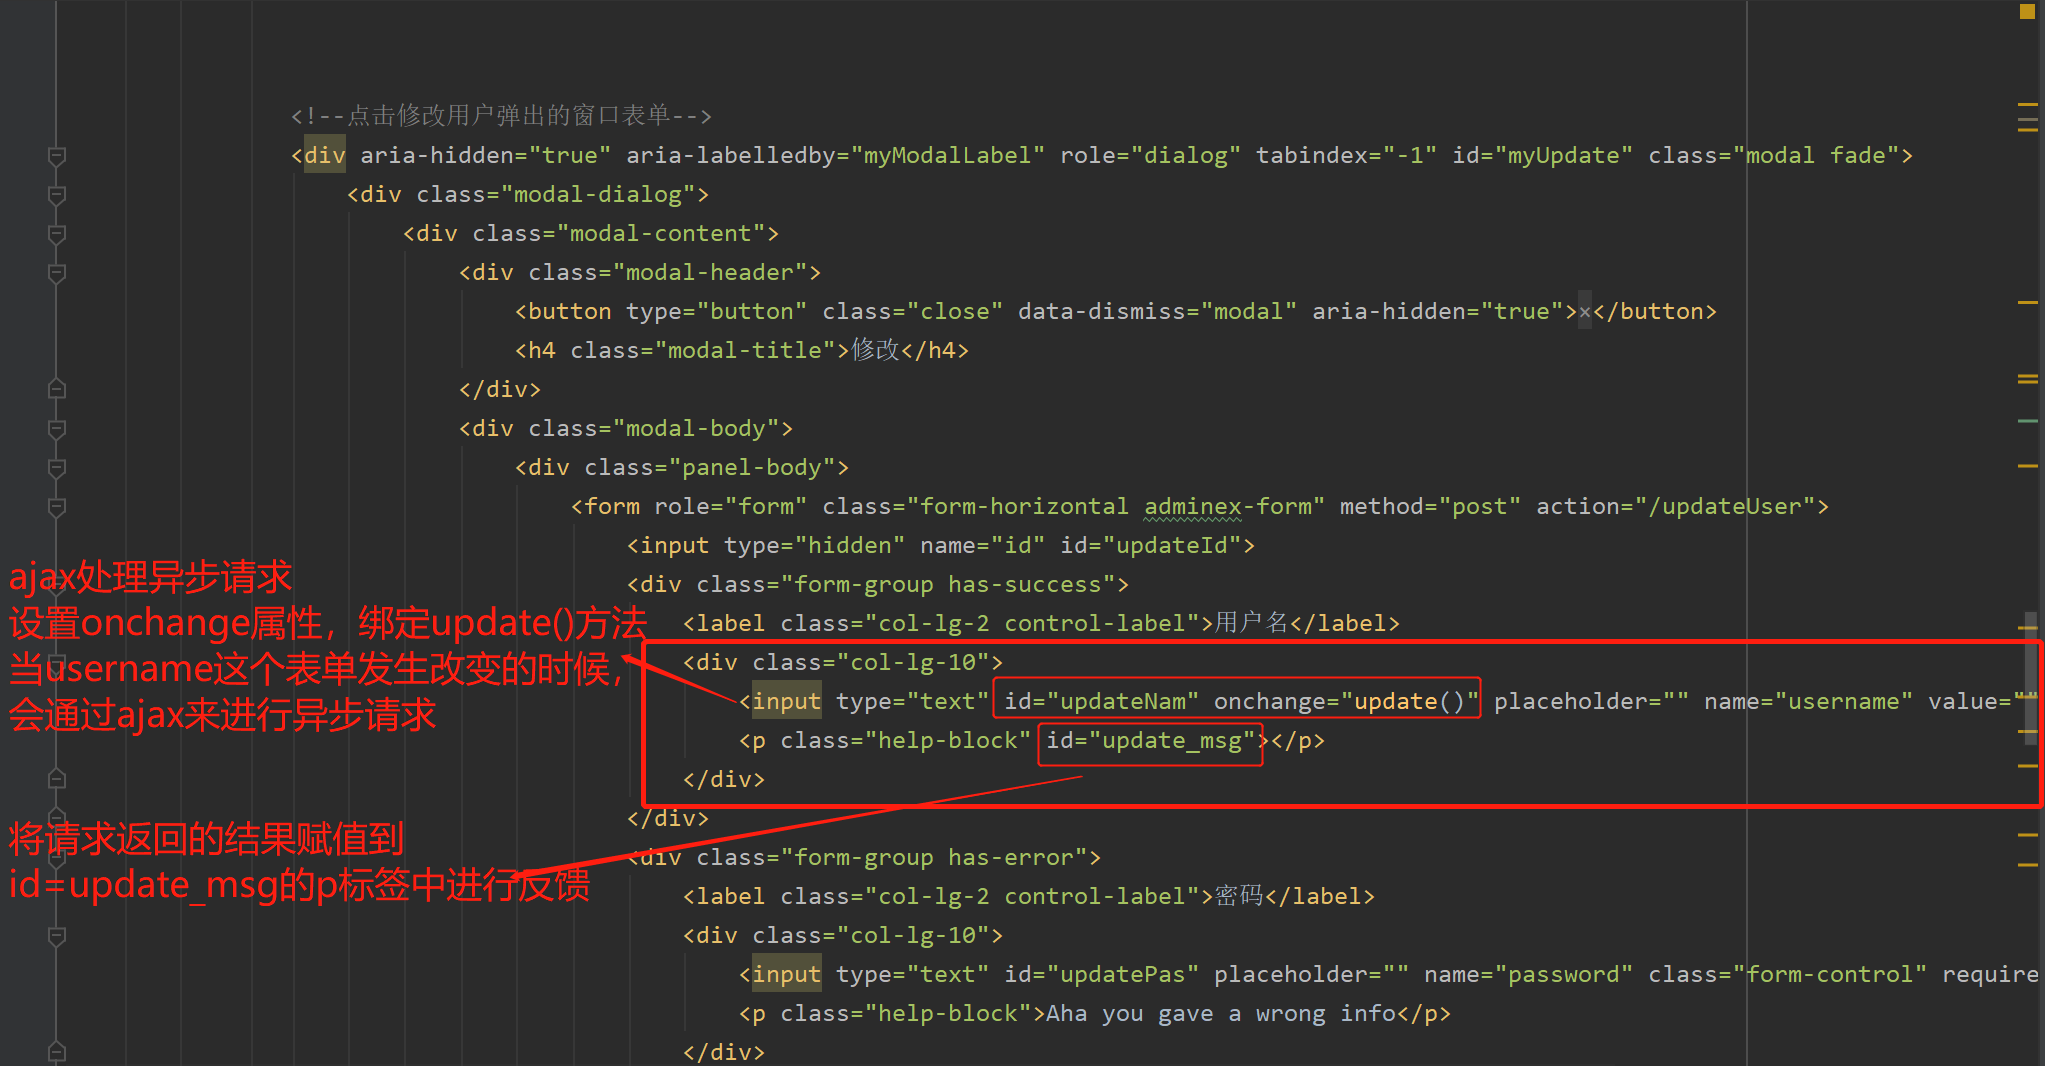 <!--点击修改用户弹出的窗口表单-->
<div aria-hidden="true" aria-labelledby="myModalLabel" role="dialog" tabindex="-1" id="myUpdate" class="modal fade">
<div class="modal-dialog">
<div class="modal-content">
<div class="modal-header">
<button type="button" class="close" data-dismiss="modal" aria-hidden="true">×</button>
<h4 class="modal-title">修改</h4>
</div>
<div class="modal-body">
<div class="panel-body">
<form role="form" class="form-horizontal adminex-form" method="post" action="/updateUser">
<input type="hidden" name="id" id="updateId">
<div class="form-group has-success">
<label class="col-lg-2 control-label">用户名</label>
<div class="col-lg-10">
<input type="text" id="updateNam" onchange="update()" placeholder="" name="username" value=""
<p class="help-block" id="update_msg"></p>
</div>
</div>
<div class="form-group has-error">
<label class="col-lg-2 control-label">密码</label>
<div class="col-lg-10">
<input type="text" id="updatePas" placeholder="" name="password" class="form-control" require
<p class="help-block">Aha you gave a wrong info</p>
</div>
ajax处理异步请求
设置onchange属性，绑定update()方法
当username这个表单发生改变的时候，
会通过ajax来进行异步请求
将请求返回的结果赋值到
id=update_msg的p标签中进行反馈